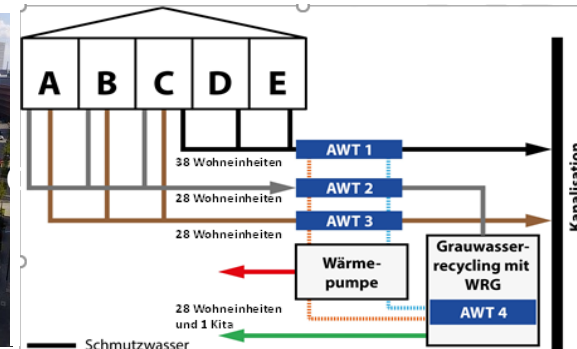 A B C D E
AWT 1
38 Wohneinheiten
AWT 2
28 Wohneinheiten
AWT 3
28 Wohneinheiten
Kanalisation
Wärme-
pumpe
Grauwasser-
recycling mit
WRG
AWT 4
28 Wohneinheiten
und 1 Kita
Schmutzwasser